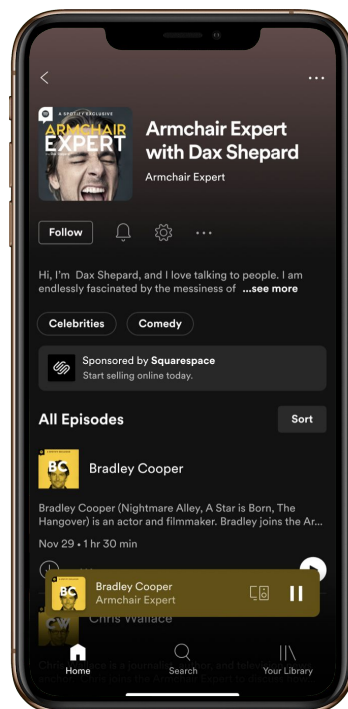 A SPOTIFY EXCLUSIVE
ARMCHAIR
EXPERT
Armchair Expert
with Dax Shepard
Armchair Expert
Follow
Hi, I'm Dax Shepard, and I love talking to people. I am
endlessly fascinated by the messiness of ...see more
Celebrities
Comedy
Sponsored by Squarespace
Start selling online today.
All Episodes
Sort
BC
Bradley Cooper
Bradley Cooper (Nightmare Alley, A Star is Born, The
Hangover) is an actor and filmmaker. Bradley joins the Ar...
Nov 29 • 1 hr 30 min
BC
Bradley Cooper
Armchair Expert
CW
Chris Wallace
Home
Search
Your Library